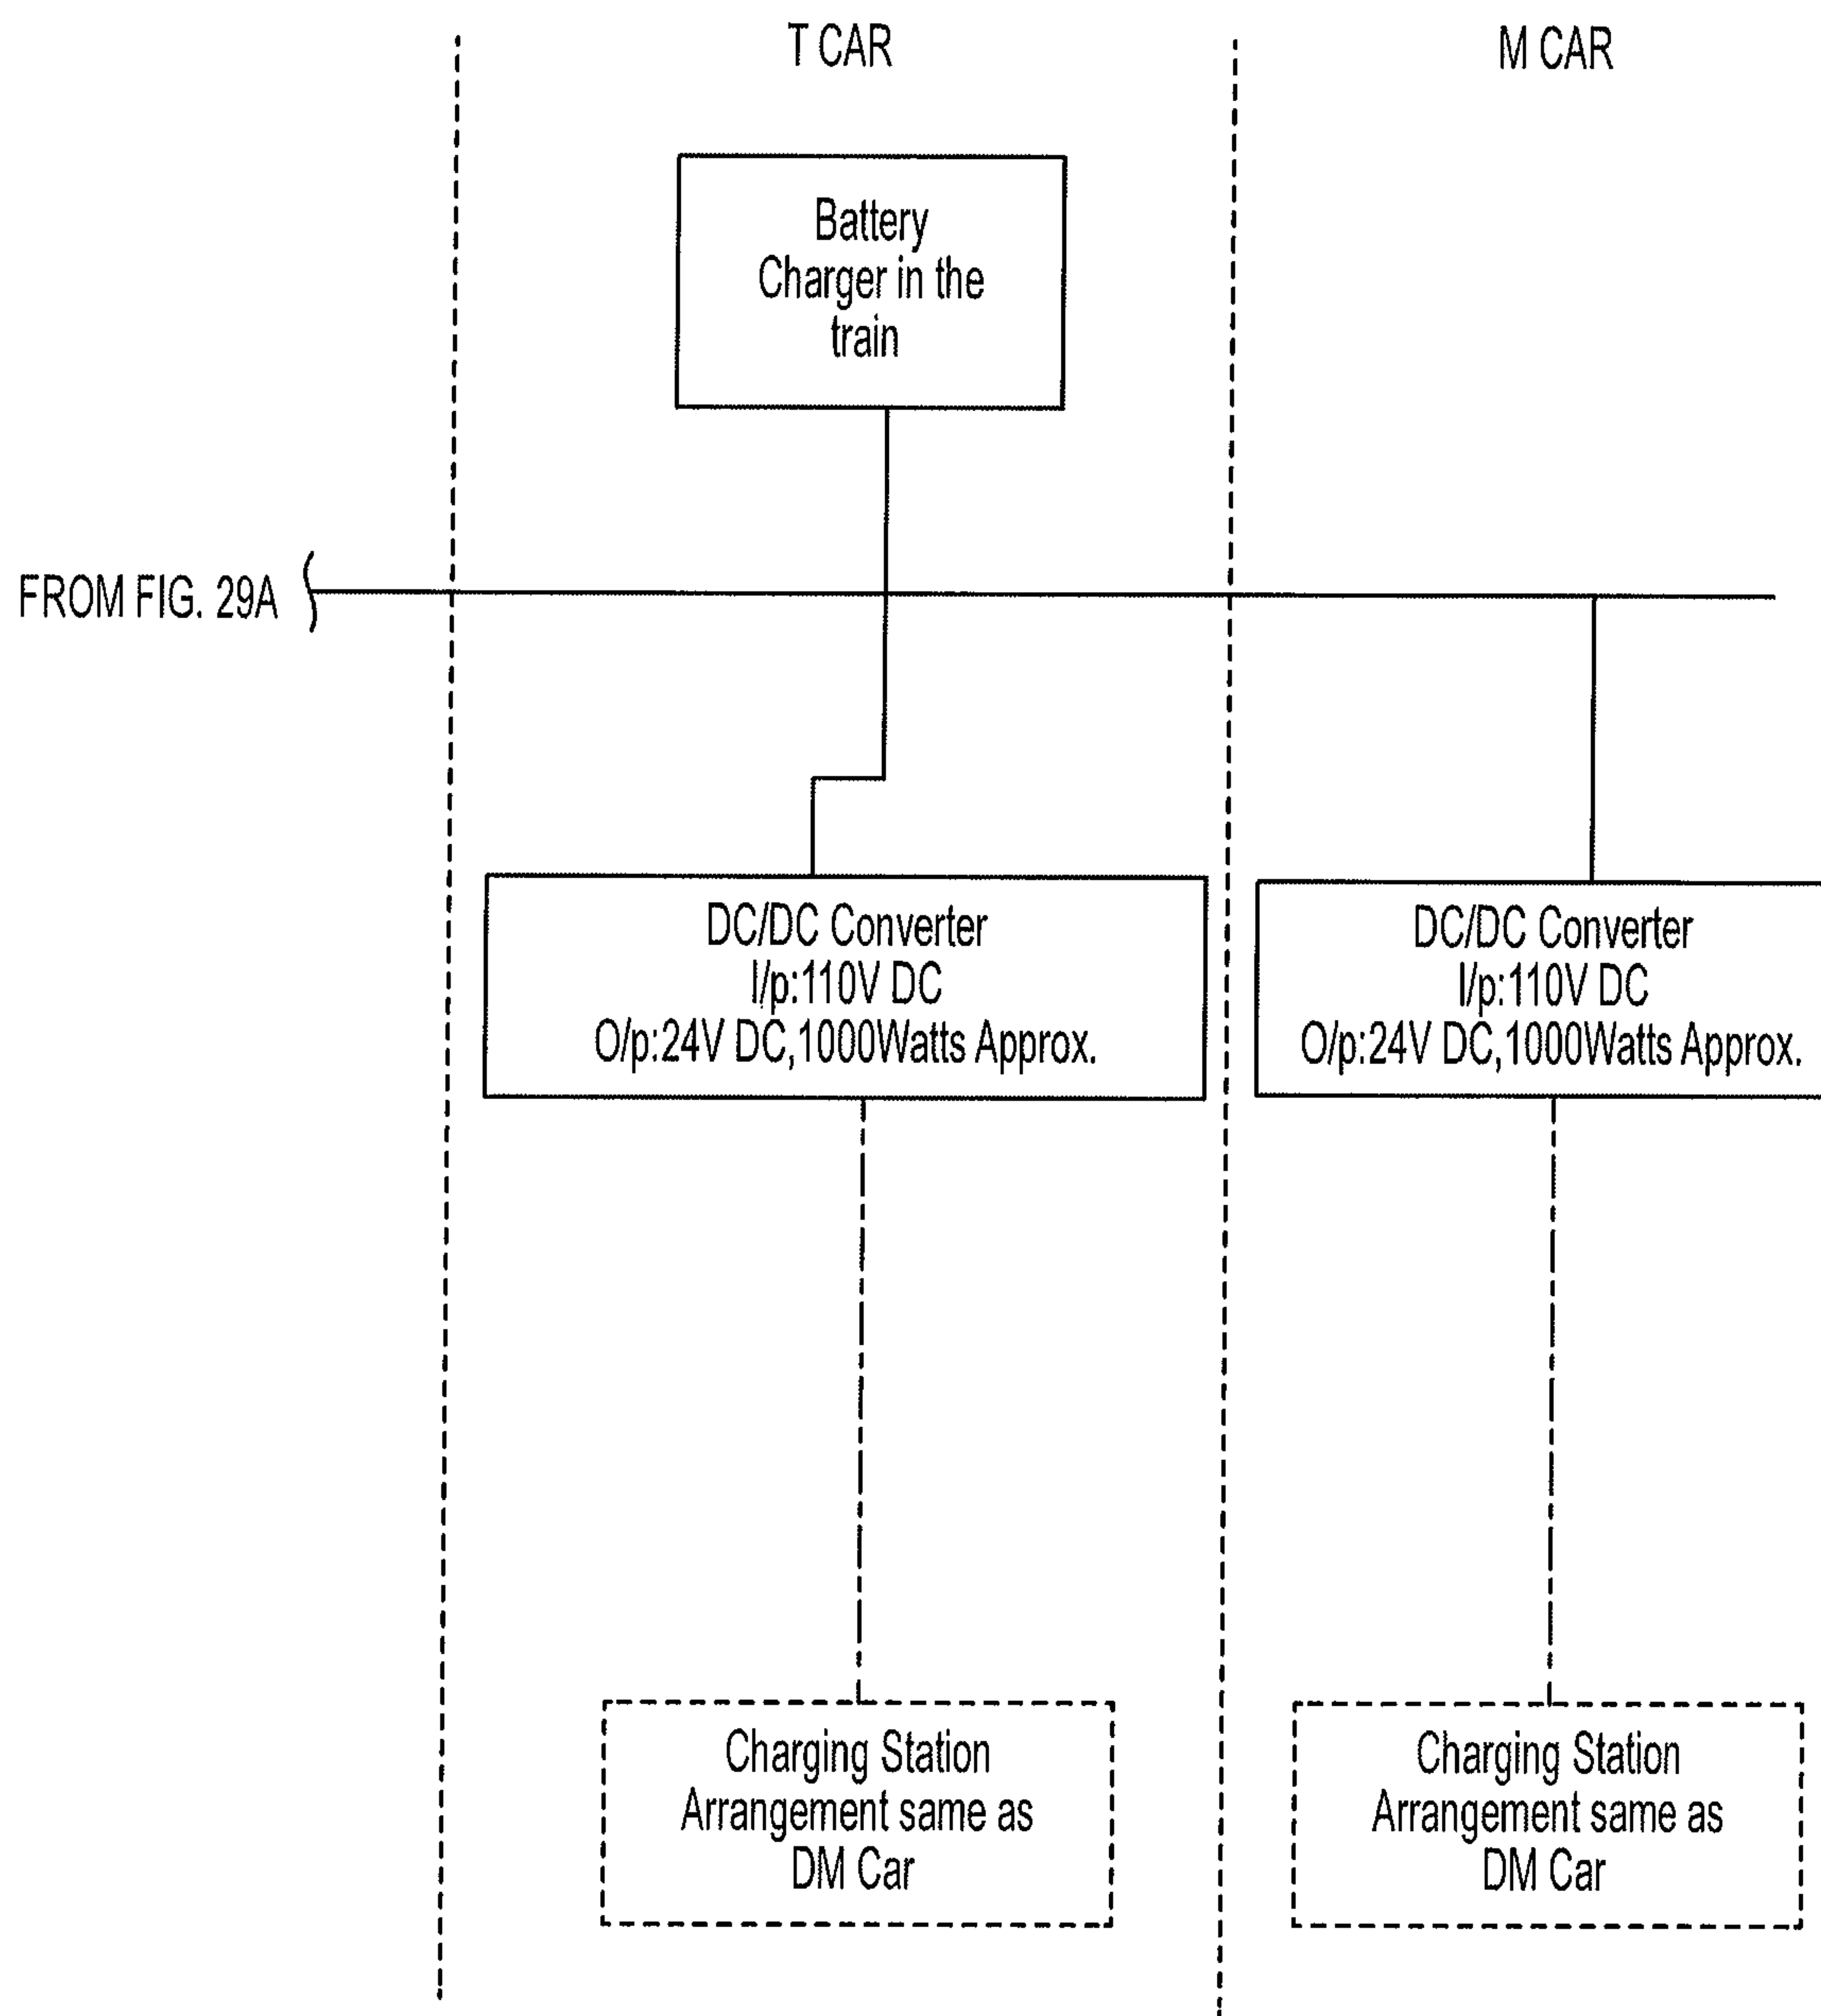 T CAR
M CAR
Battery
Charger in the
train
FROM FIG. 29A
DC/DC Converter
I/p:110V DC
O/p:24V DC,1000Watts Approx.
DC/DC Converter
I/p:110V DC
O/p:24V DC,1000Watts Approx.
Charging Station
Arrangement same as
DM Car
Charging Station
Arrangement same as
DM Car